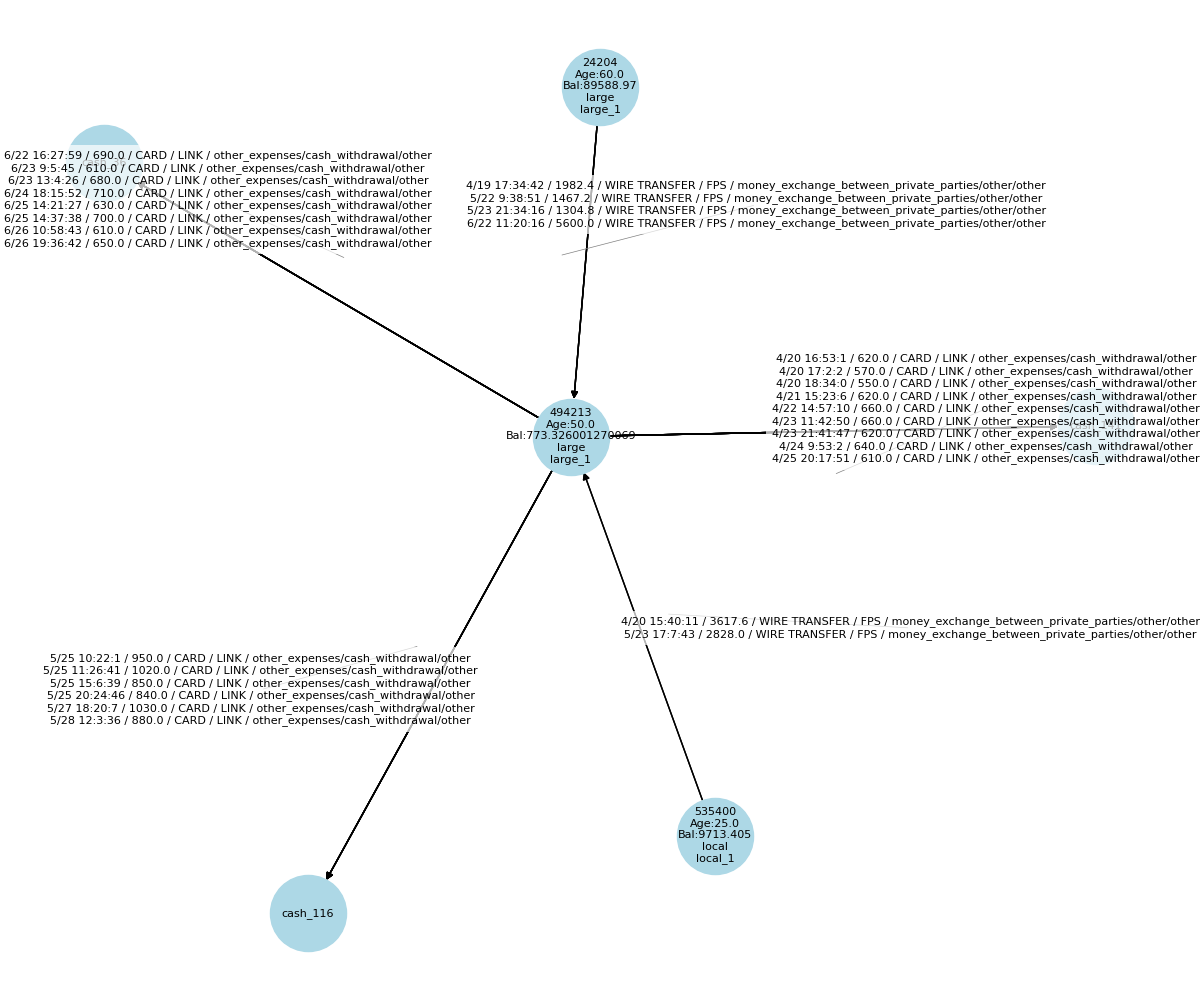 24204
Age:60.0
Bal:89588.97
large
large_1
6/22 16:27:59 / 690.0 / CARD / LINK / other_expenses/cash_withdrawal/other
6/23 9:5:45 / 610.0 / CARD / LINK / other_expenses/cash_withdrawal/other
6/23 13:4:26 / 680.0 / CARD / LINK / other_expenses/cash_withdrawal/other
6/24 18:15:52 / 710.0 / CARD / LINK / other_expenses/cash_withdrawal/other
6/25 14:21:27 / 630.0 / CARD / LINK / other_expenses/cash_withdrawal/other
6/25 14:37:38 / 700.0 / CARD / LINK / other_expenses/cash_withdrawal/other
6/26 10:58:43 / 610.0 / CARD / LINK / other_expenses/cash_withdrawal/other
6/26 19:36:42 / 650.0 / CARD / LINK / other_expenses/cash_withdrawal/other
4/19 17:34:42 / 1982.4 / WIRE TRANSFER / FPS / money_exchange_between_private_parties/other/other
5/22 9:38:51 / 1467.2 / WIRE TRANSFER / FPS / money_exchange_between_private_parties/other/other
5/23 21:34:16 / 1304.8 / WIRE TRANSFER / FPS / money_exchange_between_private_parties/other/other
6/22 11:20:16 / 5600.0 / WIRE TRANSFER / FPS / money_exchange_between_private_parties/other/other
4/20 16:53:1 / 620.0 / CARD / LINK / other_expenses/cash_withdrawal/other
4/20 17:2:2 / 570.0 / CARD / LINK / other_expenses/cash_withdrawal/other
4/20 18:34:0 / 550.0 / CARD / LINK / other_expenses/cash_withdrawal/other
4/21 15:23:6 / 620.0 / CARD / LINK / other_expenses/cash_withdrawal/other
4/22 14:57:10 / 660.0 / CARD / LINK / other_expenses/cash_withdrawal/other
4/23 11:42:50 / 660.0 / CARD / LINK / other_expenses/cash_withdrawal/other
4/23 21:41:47 / 620.0 / CARD / LINK / other_expenses/cash_withdrawal/other
4/24 9:53:2 / 640.0 / CARD / LINK / other_expenses/cash_withdrawal/other
4/25 20:17:51 / 610.0 / CARD / LINK / other_expenses/cash_withdrawal/other
494213
Age:50.0
Bal:773.326001270069
large
large_1
4/20 15:40:11 / 3617.6 / WIRE TRANSFER / FPS / money_exchange_between_private_parties/other/other
5/23 17:7:43 / 2828.0 / WIRE TRANSFER / FPS / money_exchange_between_private_parties/other/other
5/25 10:22:1 / 950.0 / CARD / LINK / other_expenses/cash_withdrawal/other
5/25 11:26:41 / 1020.0 / CARD / LINK / other_expenses/cash_withdrawal/other
5/25 15:6:39 / 850.0 / CARD / LINK / other_expenses/cash_withdrawal/other
5/25 20:24:46 / 840.0 / CARD / LINK / other_expenses/cash_withdrawal/other
5/27 18:20:7 / 1030.0 / CARD / LINK / other_expenses/cash_withdrawal/other
5/28 12:3:36 / 880.0 / CARD / LINK / other_expenses/cash_withdrawal/other
535400
Age:25.0
Bal:9713.405
local
local_1
cash_116